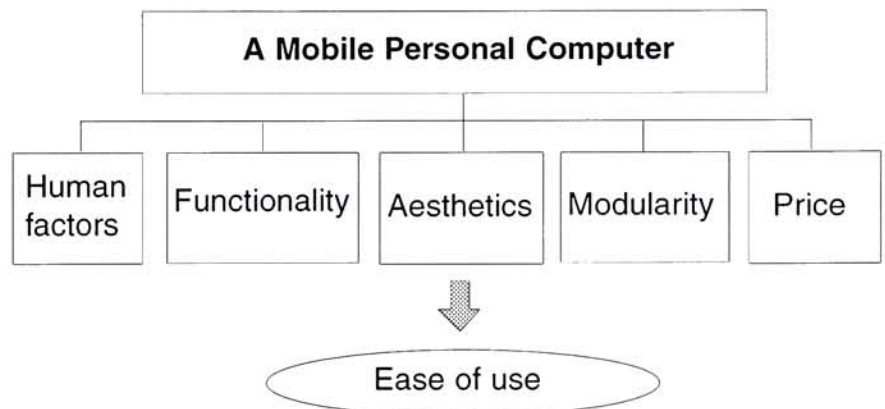 A Mobile Personal Computer
Human
factors
Functionality
Aesthetics
Modularity
Price
Ease of use